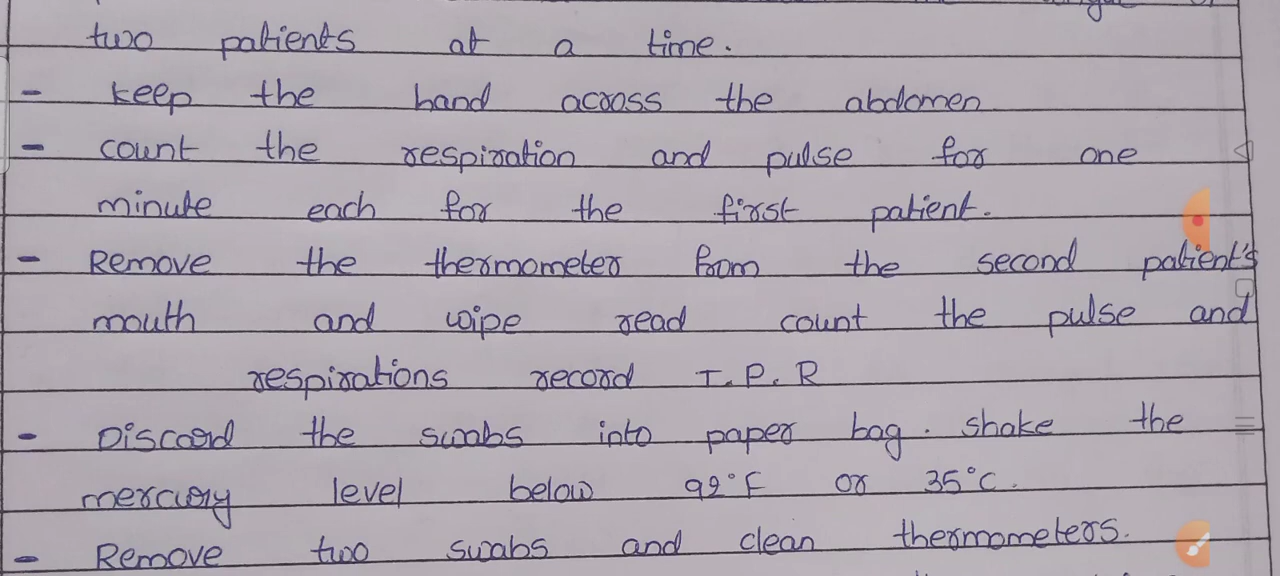 two patients at a time.
- keep the hand across the abdomen
- count the respiration and pulse for one
minute each for the first patient.
- Remove the thermometer from the second patient's
mouth and wipe read count the pulse and
respirations record T.P.R
- Discard the swabs into paper bag. shake the
mercury level below 92°F or 35°C.
- Remove two swabs and clean thermometers.